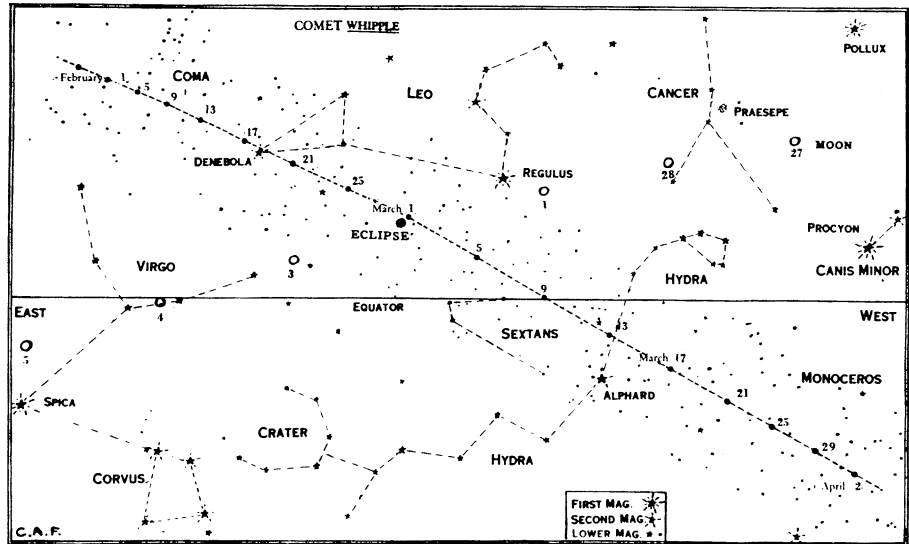 COMET WHIPPLE
POLLUX
February 1
5
COMA
9
LEO
CANCER
PRAESEPE
13
17
27
MOON
DENEBOLA
21
28
REGULUS
25
1
March 1
ECLIPSE
5
PROCYON
VIRGO
3
HYDRA
CANIS MINOR
9
4
EQUATOR
EAST
WEST
SEXTANS
13
5
March 17
MONOCEROS
SPICA
ALPHARD
21
CRATER
25
HYDRA
29
CORVUS
April 2
FIRST MAG.
SECOND MAG.
LOWER MAG.
C.A.F.